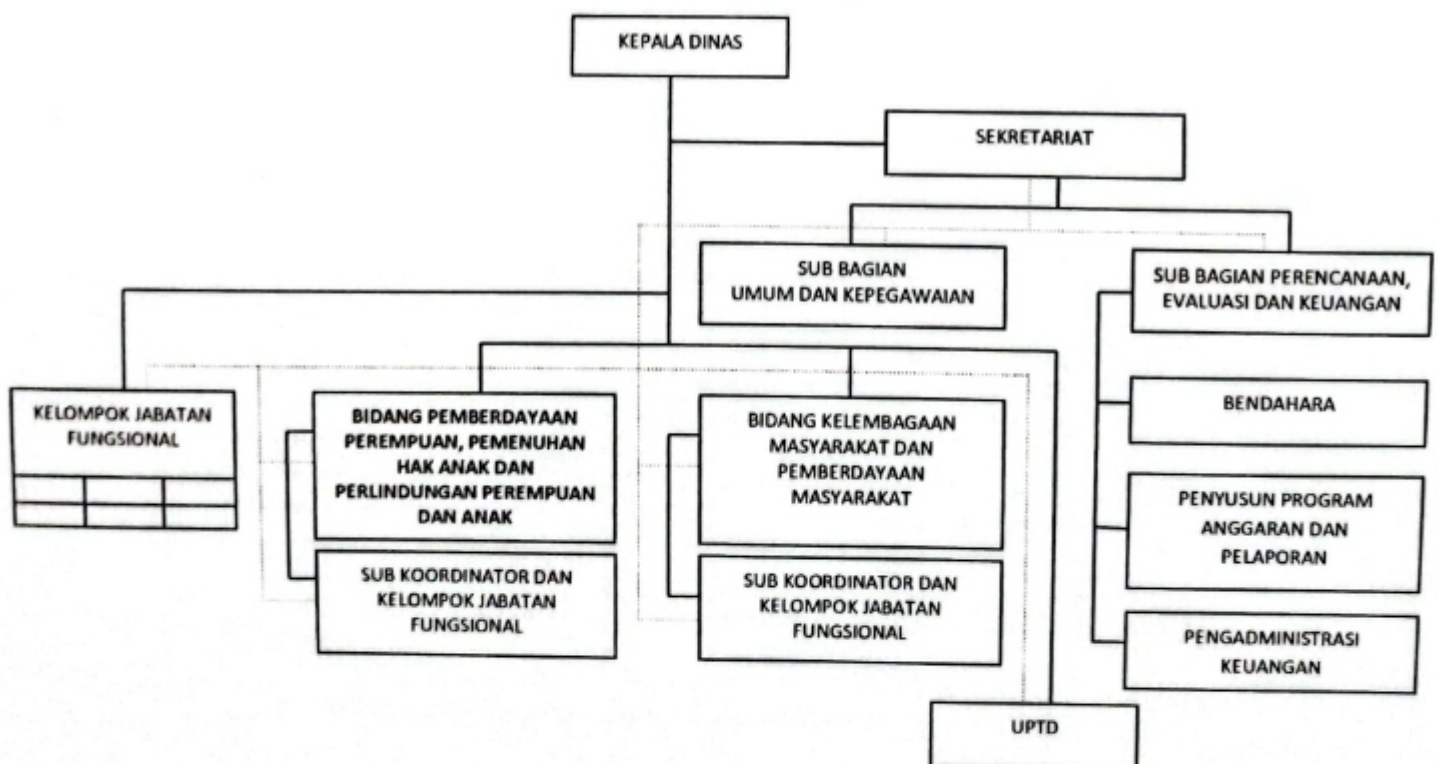 KEPALA DINAS
SEKRETARIAT
SUB BAGIAN
UMUM DAN KEPEGAWAIAN
SUB BAGIAN PERENCANAAN,
EVALUASI DAN KEUANGAN
KELOMPOK JABATAN
FUNGSIONAL
BIDANG PEMBERDAYAAN
PEREMPUAN, PEMENUHAN
HAK ANAK DAN
PERLINDUNGAN PEREMPUAN
DAN ANAK
BIDANG KELEMBAGAAN
MASYARAKAT DAN
PEMBERDAYAAN
MASYARAKAT
BENDAHARA
PENYUSUN PROGRAM
ANGGARAN DAN
PELAPORAN
SUB KOORDINATOR DAN
KELOMPOK JABATAN
FUNGSIONAL
SUB KOORDINATOR DAN
KELOMPOK JABATAN
FUNGSIONAL
PENGADMINISTRASI
KEUANGAN
UPTD